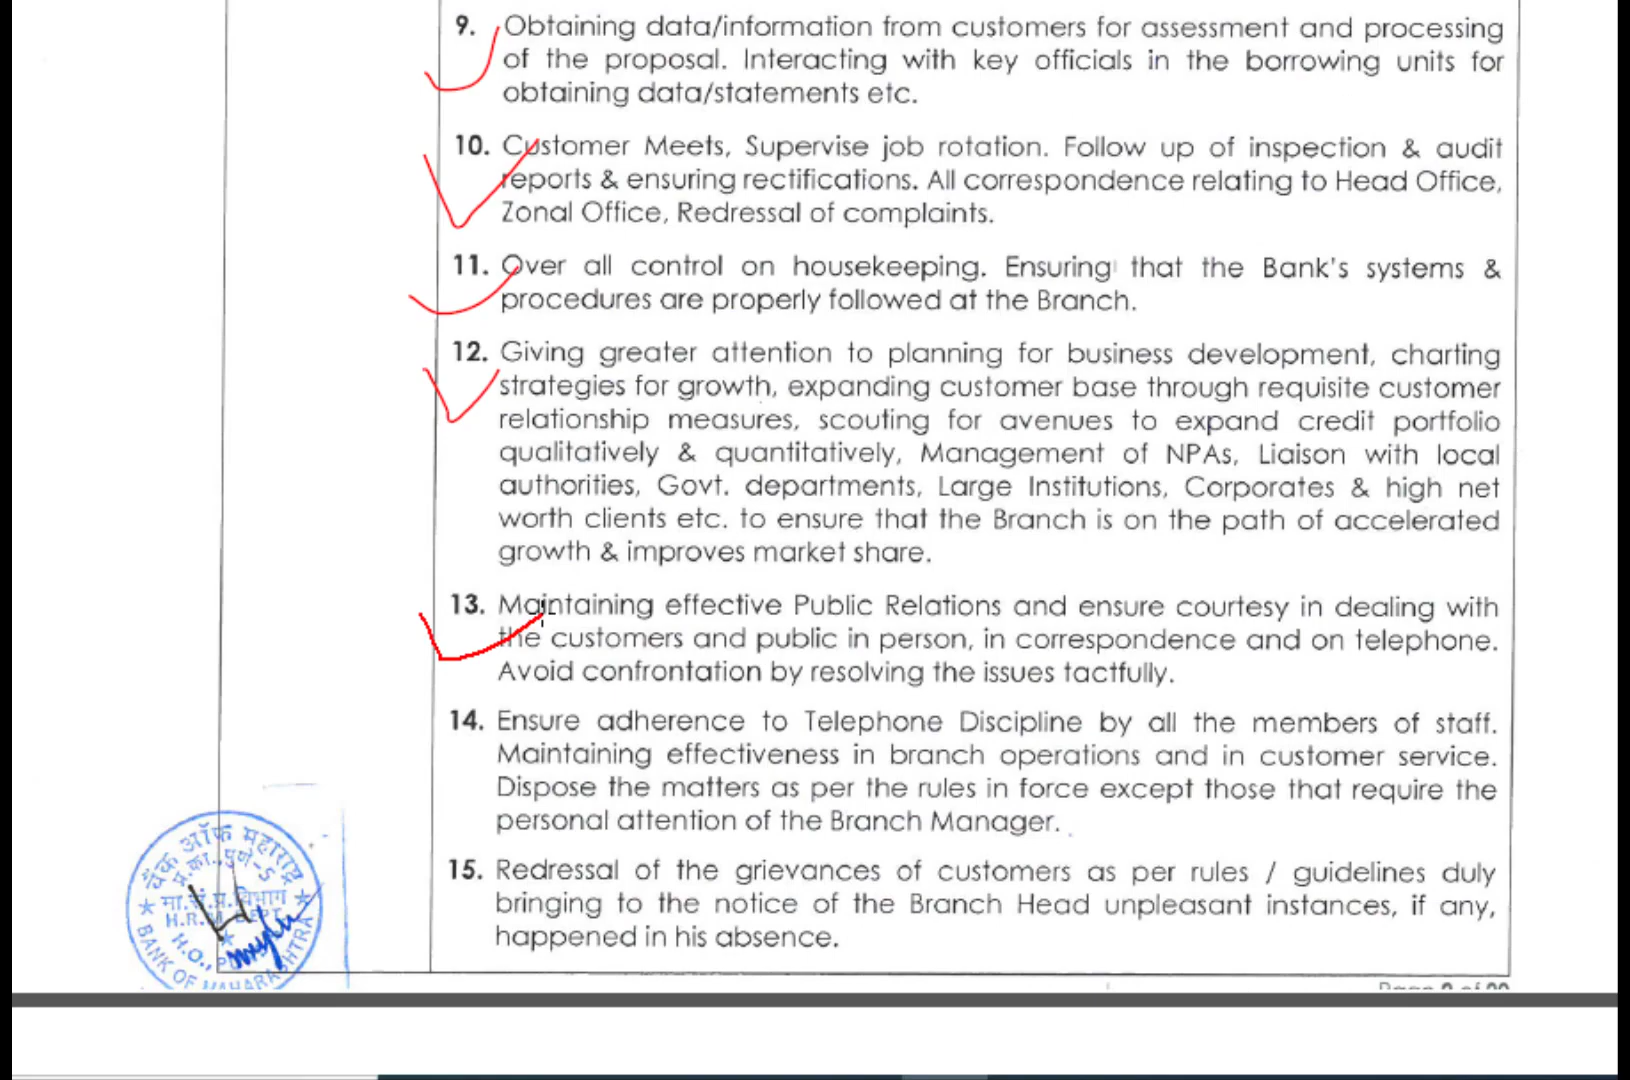 9. Obtaining data/information from customers for assessment and processing
of the proposal. Interacting with key officials in the borrowing units for
obtaining data/statements etc.
10. Customer Meets, Supervise job rotation. Follow up of inspection & audit
reports & ensuring rectifications. All correspondence relating to Head Office,
Zonal Office, Redressal of complaints.
11. Over all control on housekeeping. Ensuring that the Bank's systems &
procedures are properly followed at the Branch.
12. Giving greater attention to planning for business development, charting
strategies for growth, expanding customer base through requisite customer
relationship measures, scouting for avenues to expand credit portfolio
qualitatively & quantitatively, Management of NPAs, Liaison with local
authorities, Govt. departments, Large Institutions, Corporates & high net
worth clients etc. to ensure that the Branch is on the path of accelerated
growth & improves market share.
13. Maintaining effective Public Relations and ensure courtesy in dealing with
the customers and public in person, in correspondence and on telephone.
Avoid confrontation by resolving the issues tactfully.
14. Ensure adherence to Telephone Discipline by all the members of staff.
Maintaining effectiveness in branch operations and in customer service.
Dispose the matters as per the rules in force except those that require the
personal attention of the Branch Manager.
15. Redressal of the grievances of customers as per rules / guidelines duly
bringing to the notice of the Branch Head unpleasant instances, if any,
happened in his absence.
बैंक ऑफ महाराष्ट्र
प्र.का., पुणे-5
मा.सं.प्र.विभाग
H.R.M. DEPT
H.O.,
BANK OF MAHARASHTRA